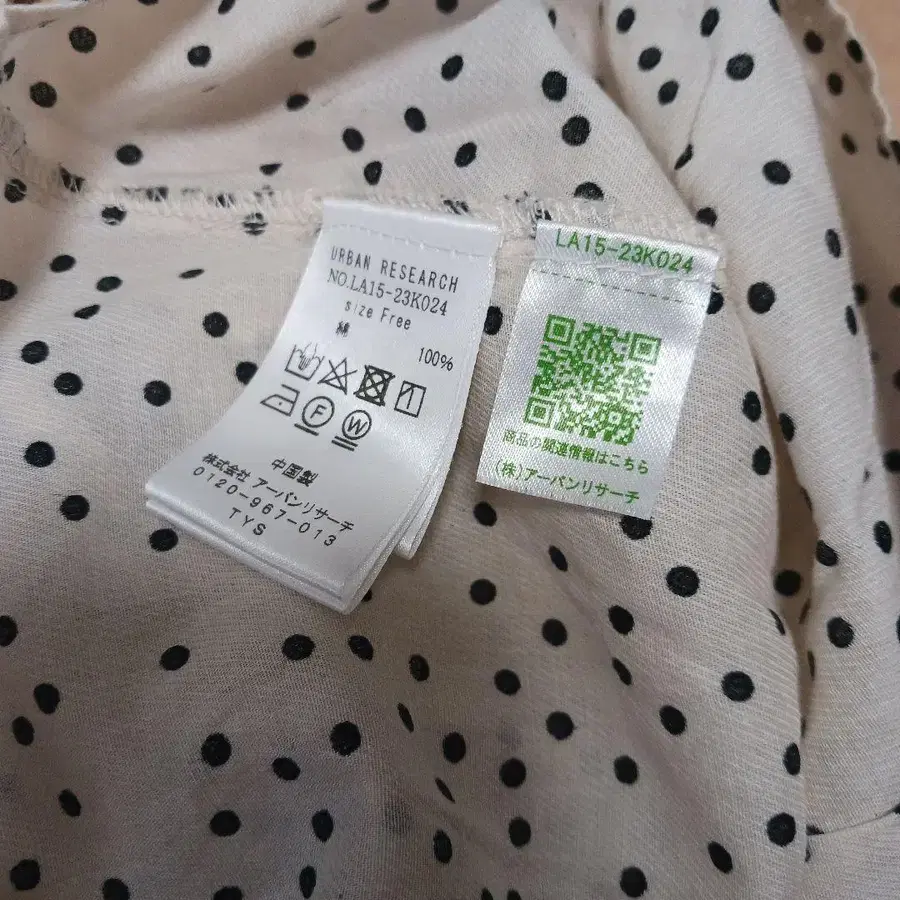 URBAN RESEARCH
NO.LA15-23K024
size Free
綿 100%
F W
中国製
株式会社 アーバンリサーチ
0120-967-013
TYS
LA15-23K024
商品の関連情報はこちら
(株)アーバンリサーチ